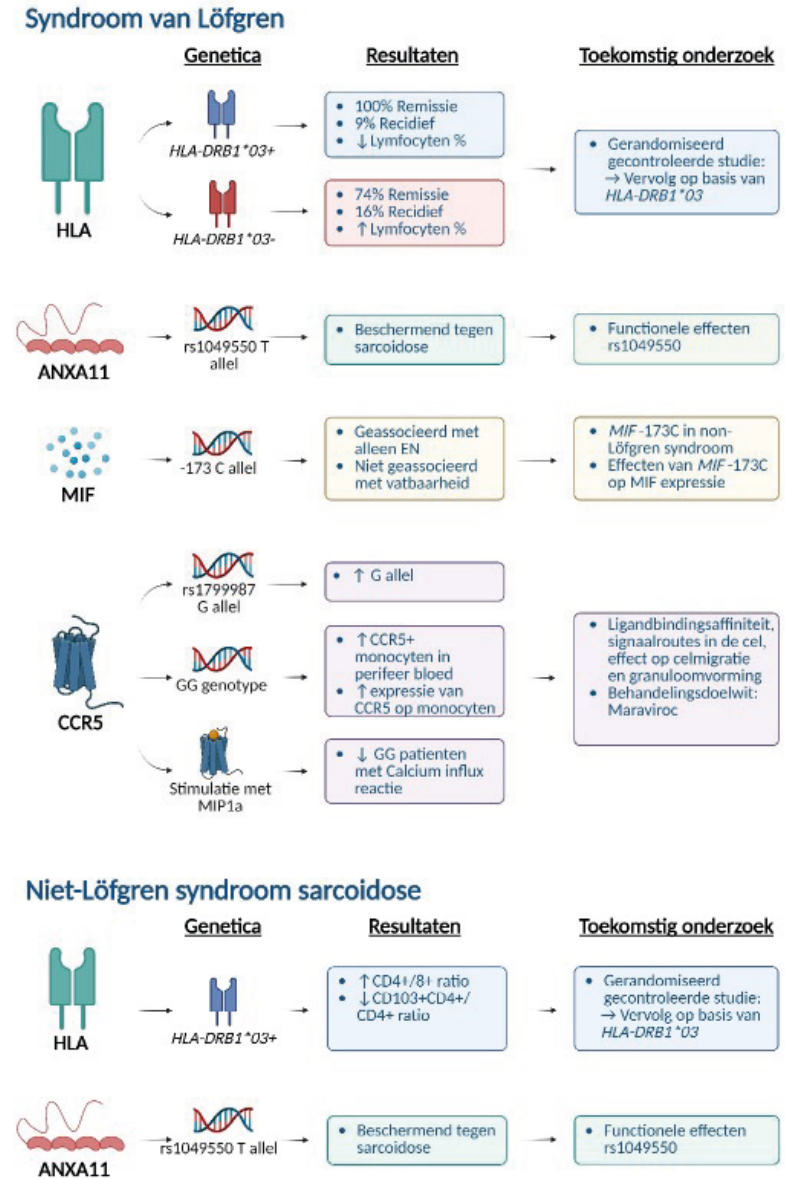 Syndroom van Löfgren
Genetica
Resultaten
Toekomstig onderzoek
HLA
HLA-DRB1*03+
• 100% Remissie
• 9% Recidief
• ↓ Lymfocyten %
HLA-DRB1*03-
• 74% Remissie
• 16% Recidief
• ↑ Lymfocyten %
• Gerandomiseerd
gecontroleerde studie:
→ Vervolg op basis van
HLA-DRB1*03
ANXA11
rs1049550 T
allel
• Beschermend tegen
sarcoidose
• Functionele effecten
rs1049550
MIF
-173 C allel
• Geassocieerd met
alleen EN
• Niet geassocieerd
met vatbaarheid
• MIF -173C in non-
Löfgren syndroom
• Effecten van MIF -173C
op MIF expressie
CCR5
rs1799987
G allel
• ↑ G allel
GG genotype
• ↑ CCR5+
monocyten in
perifeer bloed
• ↑ expressie van
CCR5 op monocyten
Stimulatie met
MIP1a
• ↓ GG patienten
met Calcium influx
reactie
• Ligandbindingsaffiniteit,
signaalroutes in de cel,
effect op celmigratie
en granuloomvorming
• Behandelingsdoelwit:
Maraviroc
Niet-Löfgren syndroom sarcoidose
Genetica
Resultaten
Toekomstig onderzoek
HLA
HLA-DRB1*03+
• ↑ CD4+/8+ ratio
• ↓ CD103+CD4+/
CD4+ ratio
• Gerandomiseerd
gecontroleerde studie:
→ Vervolg op basis van
HLA-DRB1*03
ANXA11
rs1049550 T allel
• Beschermend tegen
sarcoidose
• Functionele effecten
rs1049550